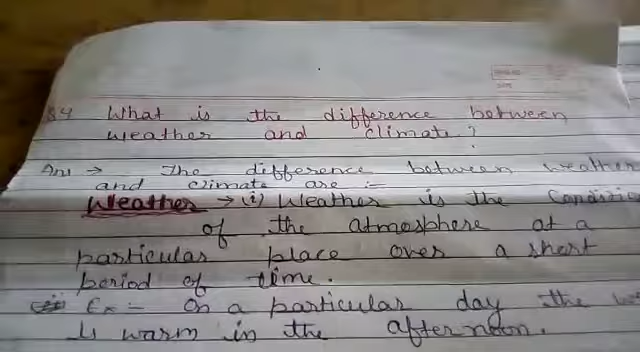 What is the difference between
weather and climate?
Ans → The difference between weather
and climate are :-
Weather → (i) Weather is the
of the atmosphere at a
particular place over a short
period of time.
Ex:- On a particular day the
is warm in the afternoon.